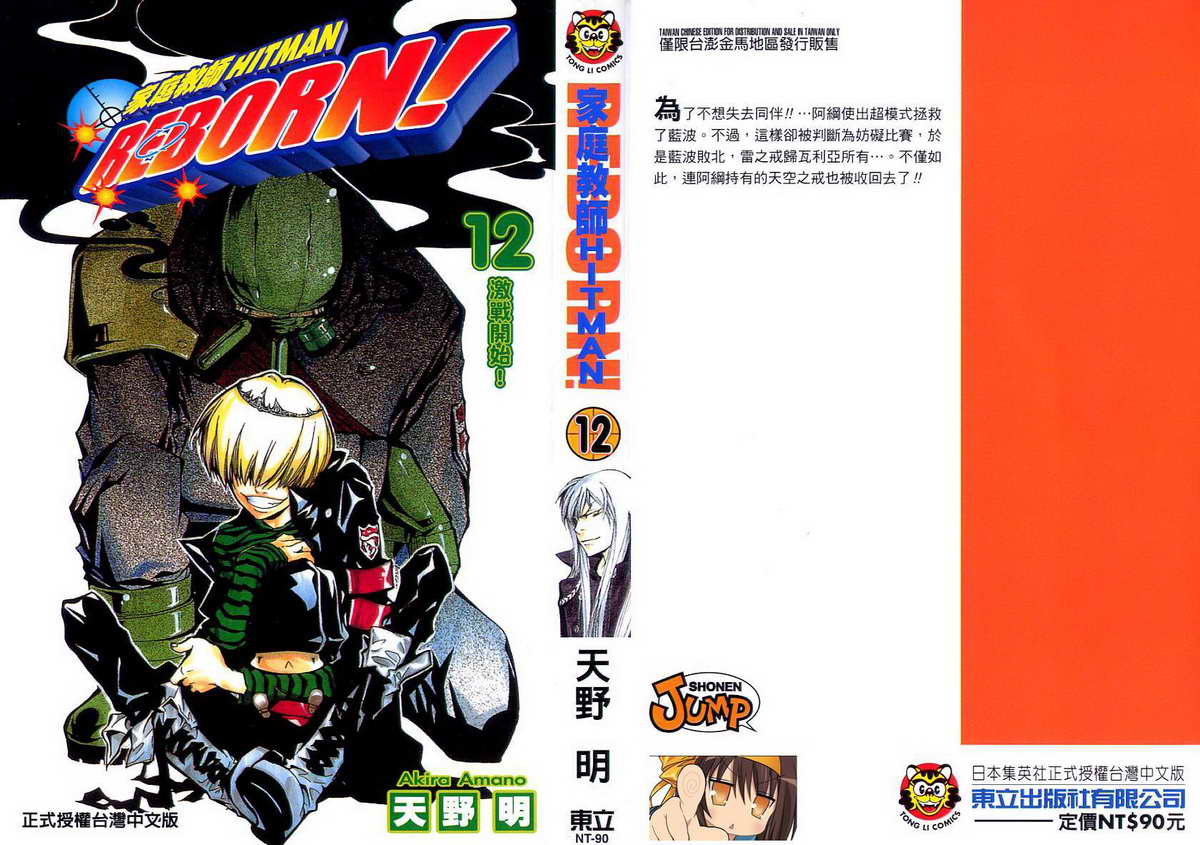 家庭教師HITMAN
REBORN!
12
激戰開始！
Akira Amano
天野明
正式授權台灣中文版
TONG LI COMICS
REBORN!
家庭教師HITMAN
12
天野 明
東立
NT-90
TAIWAN CHINESE EDITION FOR DISTRIBUTION AND SALE IN TAIWAN ONLY
僅限台澎金馬地區發行販售
為了不想失去同伴!! …阿綱使出超模式拯救
了藍波。不過，這樣卻被判斷為妨礙比賽，於
是藍波敗北，雷之戒歸瓦利亞所有…。不僅如
此，連阿綱持有的天空之戒也被收回去了!!
SHONEN
JUMP
TONG LI COMICS
日本集英社正式授權台灣中文版
東立出版社有限公司
定價NT$90元